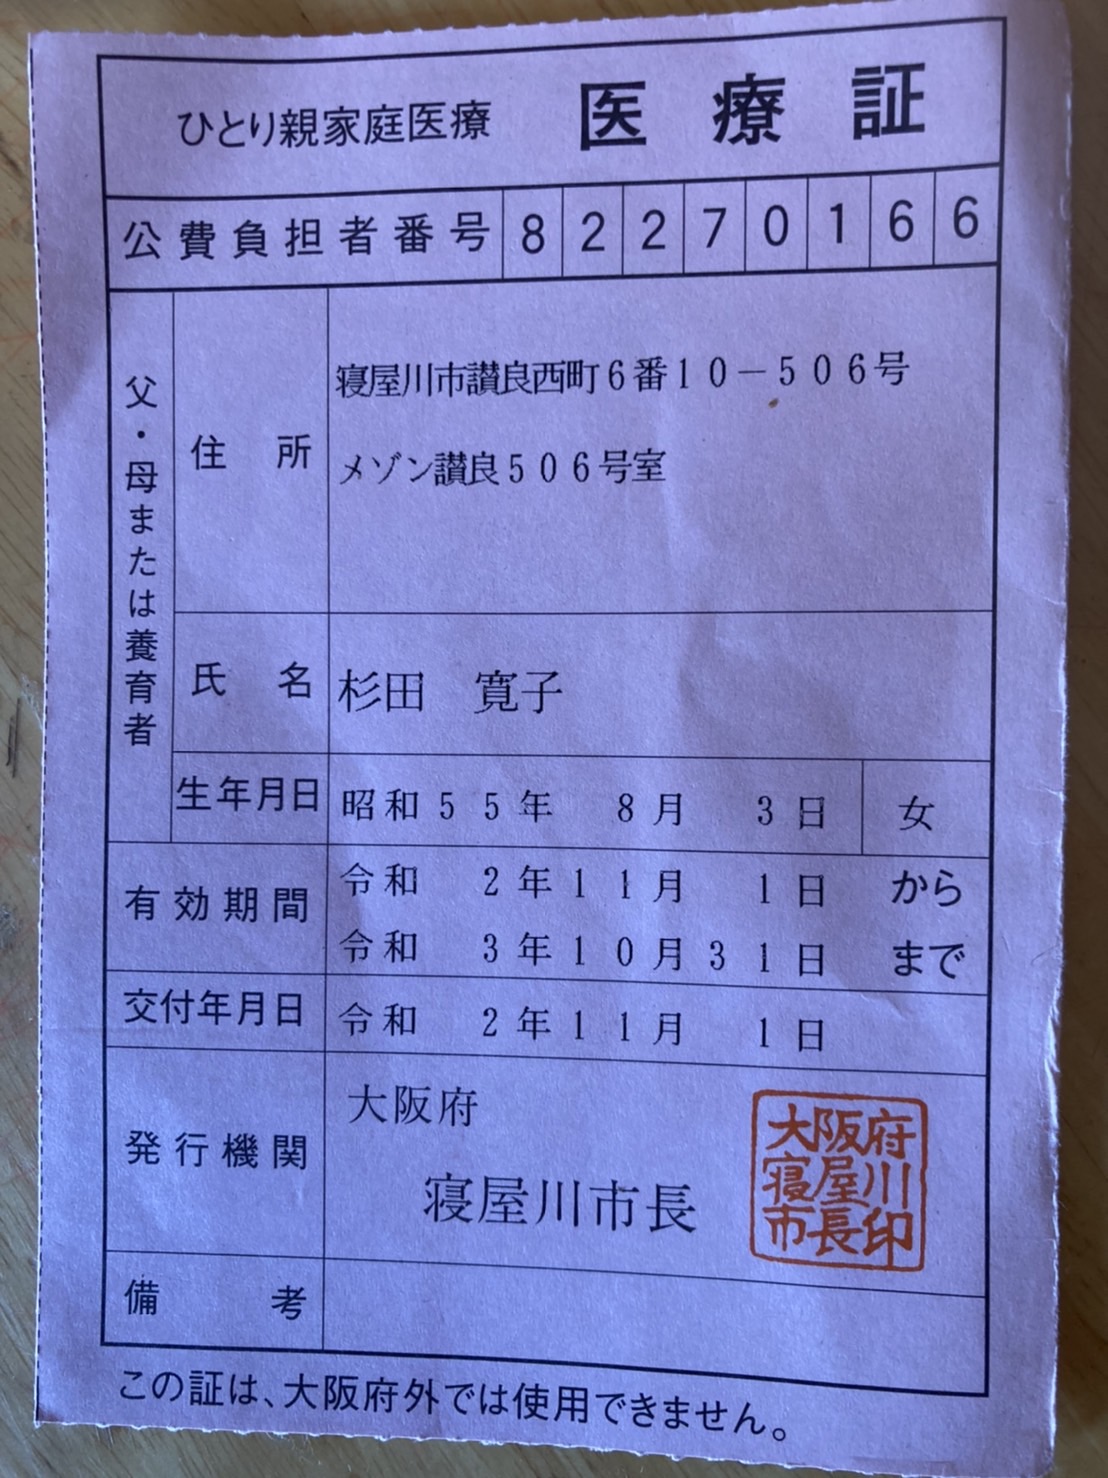 ひとり親家庭医療 医療証
公費負担者番号 8 2 2 7 0 1 6 6
父・母または養育者
住所 寝屋川市讃良西町6番10-506号
メゾン讃良506号室
氏名 杉田 寛子
生年月日 昭和55年 8月 3日 女
有効期間 令和 2年11月 1日 から
令和 3年10月31日 まで
交付年月日 令和 2年11月 1日
発行機関 大阪府
寝屋川市長
大阪府
寝屋川
市長印
備考
この証は、大阪府外では使用できません。